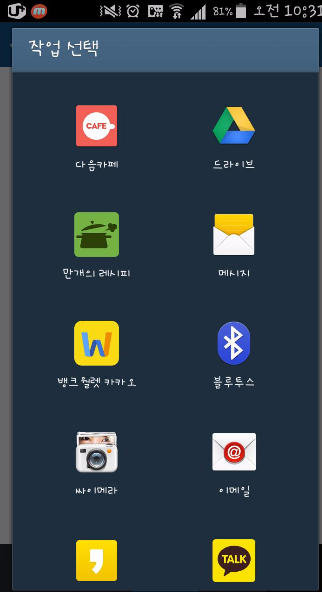 81% 오전 10:31
작업 선택
CAFE
다음카페
드라이브
만개의 레시피
메시지
뱅크월렛 카카오
블루투스
싸이메라
이메일
TALK